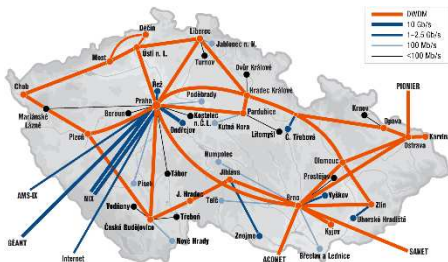 DWDM
10 Gb/s
1–2,5 Gb/s
100 Mb/s
<100 Mb/s
Děčín
Liberec
Jablonec n. N.
Ústí n. L.
Most
Turnov
Dvůr Králové
Cheb
Řež
Praha
Poděbrady
Hradec Králové
PIONIER
Mariánské
Lázně
Beroun
Kostelec
n. Č. L.
Pardubice
Krnov
Opava
Plzeň
Ondřejov
Kutná Hora
Litomyšl
Č. Třebová
Ostrava
Karviná
Humpolec
Olomouc
AMS-IX
Písek
Tábor
Jihlava
Prostějov
NIX
J. Hradec
Telč
Brno
Vyškov
Zlín
Vodňany
Třeboň
Uherské Hradiště
GÉANT
České Budějovice
Kyjov
Nové Hrady
Znojmo
Internet
Břeclav a Lednice
ACONET
SANET